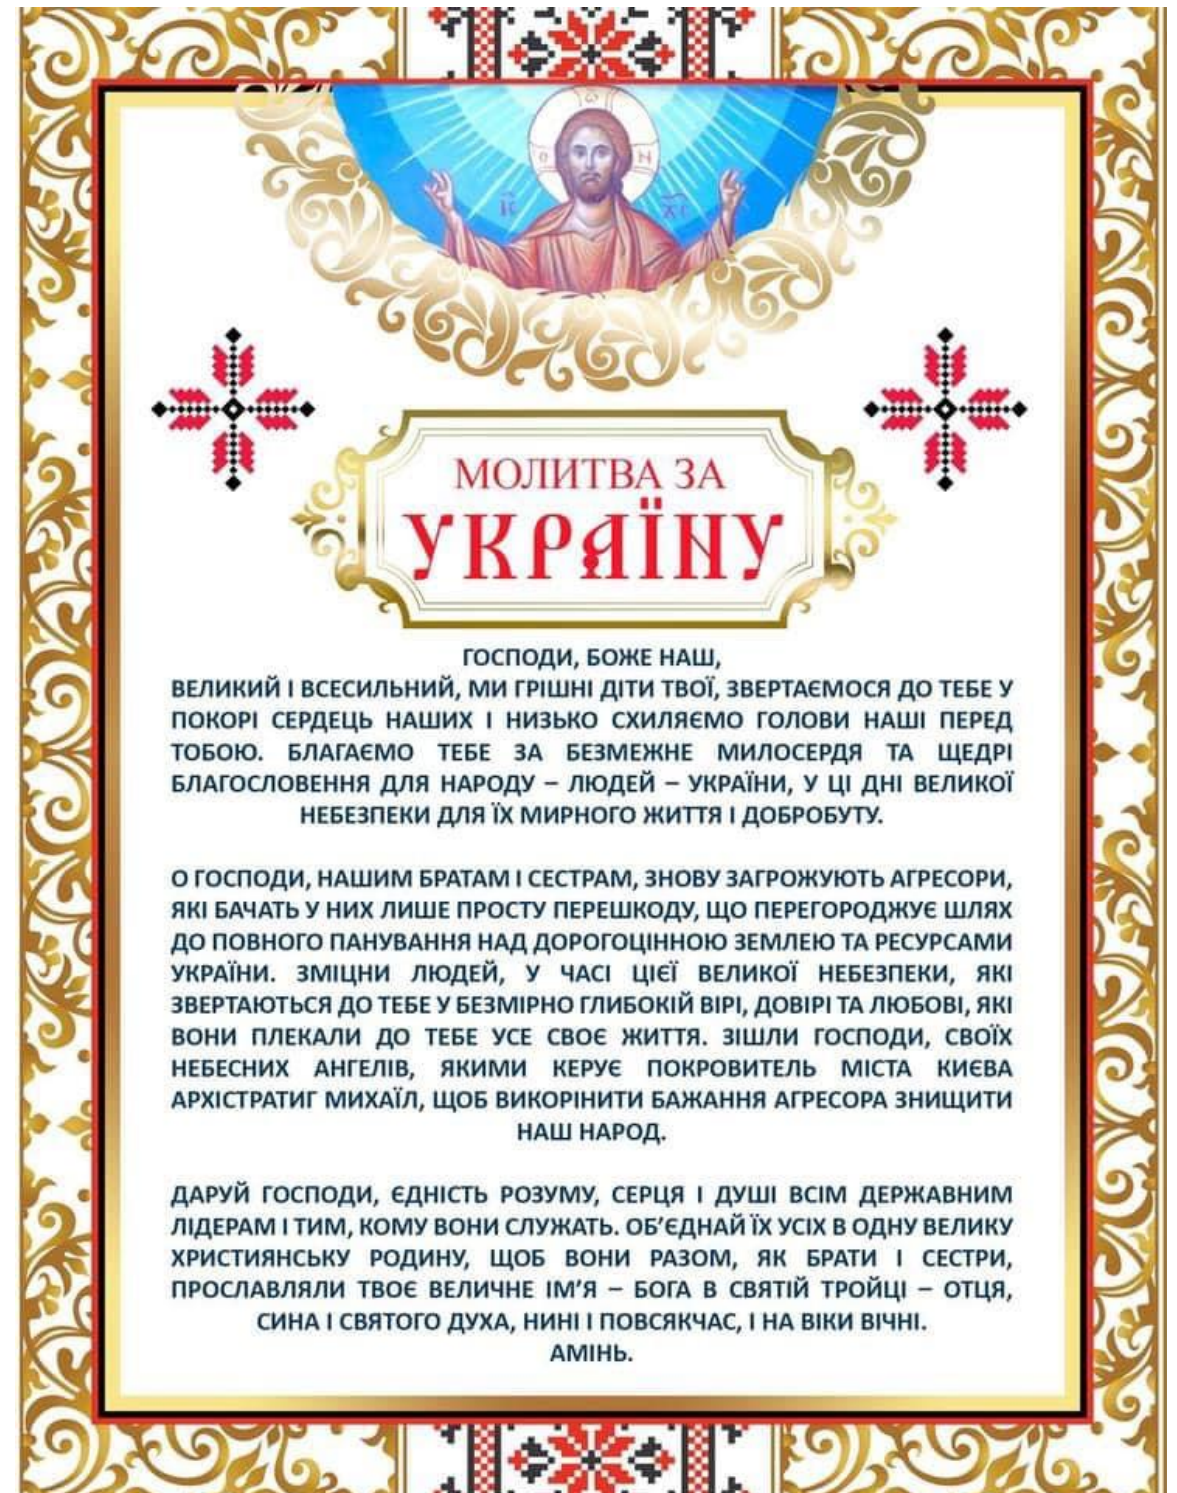 ІС ХС
МОЛИТВА ЗА
УКРАЇНУ
ГОСПОДИ, БОЖЕ НАШ,
ВЕЛИКИЙ І ВСЕСИЛЬНИЙ, МИ ГРІШНІ ДІТИ ТВОЇ, ЗВЕРТАЄМОСЯ ДО ТЕБЕ У
ПОКОРІ СЕРДЕЦЬ НАШИХ І НИЗЬКО СХИЛЯЄМО ГОЛОВИ НАШІ ПЕРЕД
ТОБОЮ. БЛАГАЄМО ТЕБЕ ЗА БЕЗМЕЖНЕ МИЛОСЕРДЯ ТА ЩЕДРІ
БЛАГОСЛОВЕННЯ ДЛЯ НАРОДУ – ЛЮДЕЙ – УКРАЇНИ, У ЦІ ДНІ ВЕЛИКОЇ
НЕБЕЗПЕКИ ДЛЯ ЇХ МИРНОГО ЖИТТЯ І ДОБРОБУТУ.
О ГОСПОДИ, НАШИМ БРАТАМ І СЕСТРАМ, ЗНОВУ ЗАГРОЖУЮТЬ АГРЕСОРИ,
ЯКІ БАЧАТЬ У НИХ ЛИШЕ ПРОСТУ ПЕРЕШКОДУ, ЩО ПЕРЕГОРОДЖУЄ ШЛЯХ
ДО ПОВНОГО ПАНУВАННЯ НАД ДОРОГОЦІННОЮ ЗЕМЛЕЮ ТА РЕСУРСАМИ
УКРАЇНИ. ЗМІЦНИ ЛЮДЕЙ, У ЧАСІ ЦІЄЇ ВЕЛИКОЇ НЕБЕЗПЕКИ, ЯКІ
ЗВЕРТАЮТЬСЯ ДО ТЕБЕ У БЕЗМІРНО ГЛИБОКІЙ ВІРІ, ДОВІРІ ТА ЛЮБОВІ, ЯКІ
ВОНИ ПЛЕКАЛИ ДО ТЕБЕ УСЕ СВОЄ ЖИТТЯ. ЗІШЛИ ГОСПОДИ, СВОЇХ
НЕБЕСНИХ АНГЕЛІВ, ЯКИМИ КЕРУЄ ПОКРОВИТЕЛЬ МІСТА КИЄВА
АРХІСТРАТИГ МИХАЇЛ, ЩОБ ВИКОРІНИТИ БАЖАННЯ АГРЕСОРА ЗНИЩИТИ
НАШ НАРОД.
ДАРУЙ ГОСПОДИ, ЄДНІСТЬ РОЗУМУ, СЕРЦЯ І ДУШІ ВСІМ ДЕРЖАВНИМ
ЛІДЕРАМ І ТИМ, КОМУ ВОНИ СЛУЖАТЬ. ОБ’ЄДНАЙ ЇХ УСІХ В ОДНУ ВЕЛИКУ
ХРИСТИЯНСЬКУ РОДИНУ, ЩОБ ВОНИ РАЗОМ, ЯК БРАТИ І СЕСТРИ,
ПРОСЛАВЛЯЛИ ТВОЄ ВЕЛИЧНЕ ІМ’Я – БОГА В СВЯТІЙ ТРОЙЦІ – ОТЦЯ,
СИНА І СВЯТОГО ДУХА, НИНІ І ПОВСЯКЧАС, І НА ВІКИ ВІЧНІ.
АМІНЬ.